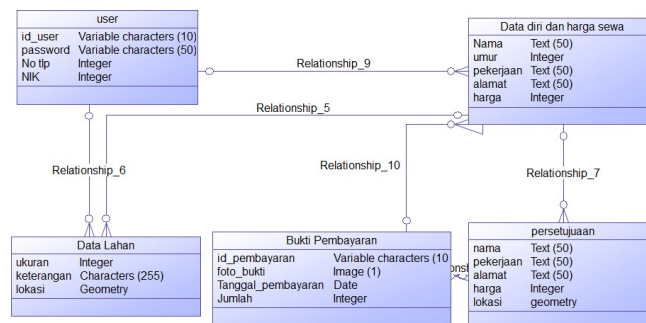 user
id_user Variable characters (10)
password Variable characters (50)
No tlp Integer
NIK Integer
Data diri dan harga sewa
Nama Text (50)
umur Integer
pekerjaan Text (50)
alamat Text (50)
harga Integer
Relationship_9
Relationship_5
Relationship_6
Relationship_10
Relationship_7
Data Lahan
ukuran Integer
keterangan Characters (255)
lokasi Geometry
Bukti Pembayaran
id_pembayaran Variable characters (10
foto_bukti Image (1)
Tanggal_pembayaran Date
Jumlah Integer
persetujuaan
nama Text (50)
pekerjaan Text (50)
alamat Text (50)
harga Integer
lokasi geometry